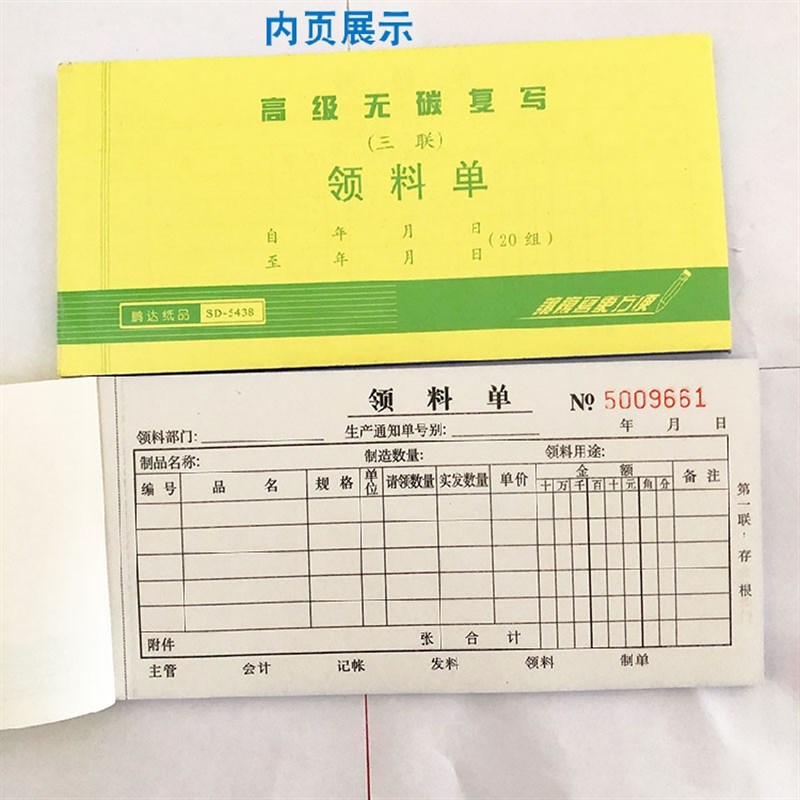 内页展示
高级无碳复写
(三 联)
领料单
自 年 月 日
至 年 月 日
(20组)
鹏达纸品 SD-5438
领 料 单 № 5009661
领料部门: 生产通知单号别: 年 月 日
制品名称: 制造数量: 领料用途:
编号 品 名 规格 单位 请领数量 实发数量 单价 金 额 备注
十 万 千 百 十 元 角 分
附件 张 合 计
主管 会计 记帐 发料 领料 制单
第一联:存根